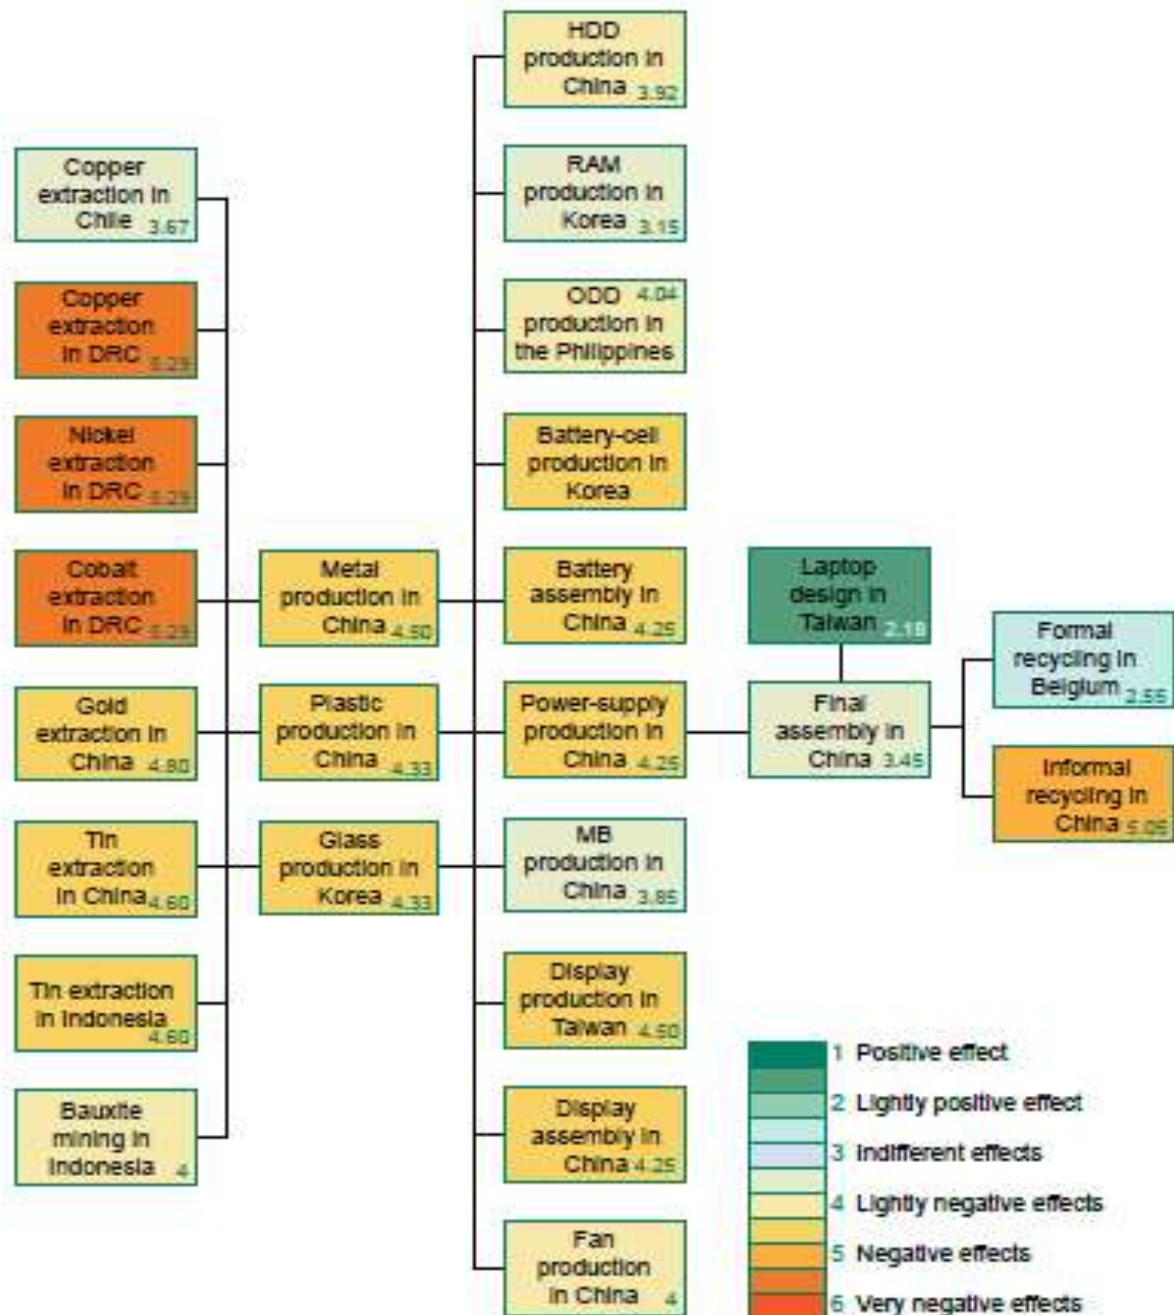 HDD
production in
China 3.92
Copper
extraction in
Chile 3.67
RAM
production in
Korea 3.15
Copper
extraction
in DRC 5.29
ODD 4.04
production in
the Philippines
Nickel
extraction
in DRC 5.29
Battery-cell
production in
Korea
Cobalt
extraction
in DRC 5.29
Metal
production in
China 4.50
Battery
assembly in
China 4.25
Laptop
design in
Taiwan 2.18
Formal
recycling in
Belgium 2.55
Gold
extraction in
China 4.80
Plastic
production in
China 4.33
Power-supply
production in
China 4.25
Final
assembly in
China 3.45
Informal
recycling in
China 5.05
Tin
extraction
in China 4.60
Glass
production in
Korea 4.33
MB
production in
China 3.85
Tin extraction
in Indonesia
4.60
Display
production in
Taiwan 4.50
Bauxite
mining in
Indonesia 4
Display
assembly in
China 4.25
Fan
production
in China 4
1 Positive effect
2 Lightly positive effect
3 Indifferent effects
4 Lightly negative effects
5 Negative effects
6 Very negative effects